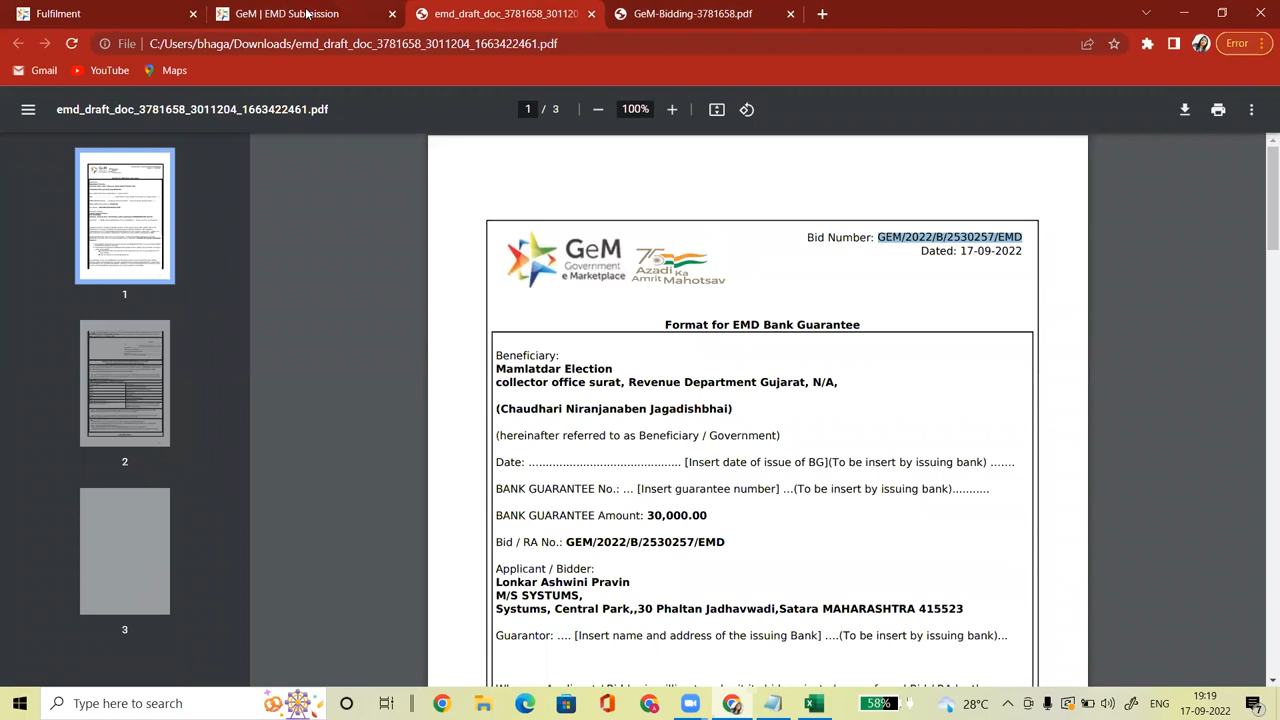 Fulfilment
GeM | EMD Submission
emd_draft_doc_3781658_3011204_1663422461.pdf
GeM-Bidding-3781658.pdf
File
C:/Users/bhaga/Downloads/emd_draft_doc_3781658_3011204_1663422461.pdf
Error
Gmail
YouTube
Maps
emd_draft_doc_3781658_3011204_1663422461.pdf
1 / 3
100%
1
2
3
GeM
Government
e Marketplace
75
Azadi Ka
Amrit Mahotsav
Bid Number: GEM/2022/B/2530257/EMD
Dated: 17-09-2022
Format for EMD Bank Guarantee
Beneficiary:
Mamlatdar Election
collector office surat, Revenue Department Gujarat, N/A,
(Chaudhari Niranjanaben Jagadishbhai)
(hereinafter referred to as Beneficiary / Government)
Date: ............................................ [Insert date of issue of BG](To be insert by issuing bank) .......
BANK GUARANTEE No.: ... [Insert guarantee number] ...(To be insert by issuing bank)...........
BANK GUARANTEE Amount: 30,000.00
Bid / RA No.: GEM/2022/B/2530257/EMD
Applicant / Bidder:
Lonkar Ashwini Pravin
M/S SYSTUMS,
Systums, Central Park,,30 Phaltan Jadhavwadi,Satara MAHARASHTRA 415523
Guarantor: .... [Insert name and address of the issuing Bank] ....(To be insert by issuing bank)...
Type here to search
58%
28°C
ENG
19:19
17-09-2022
7